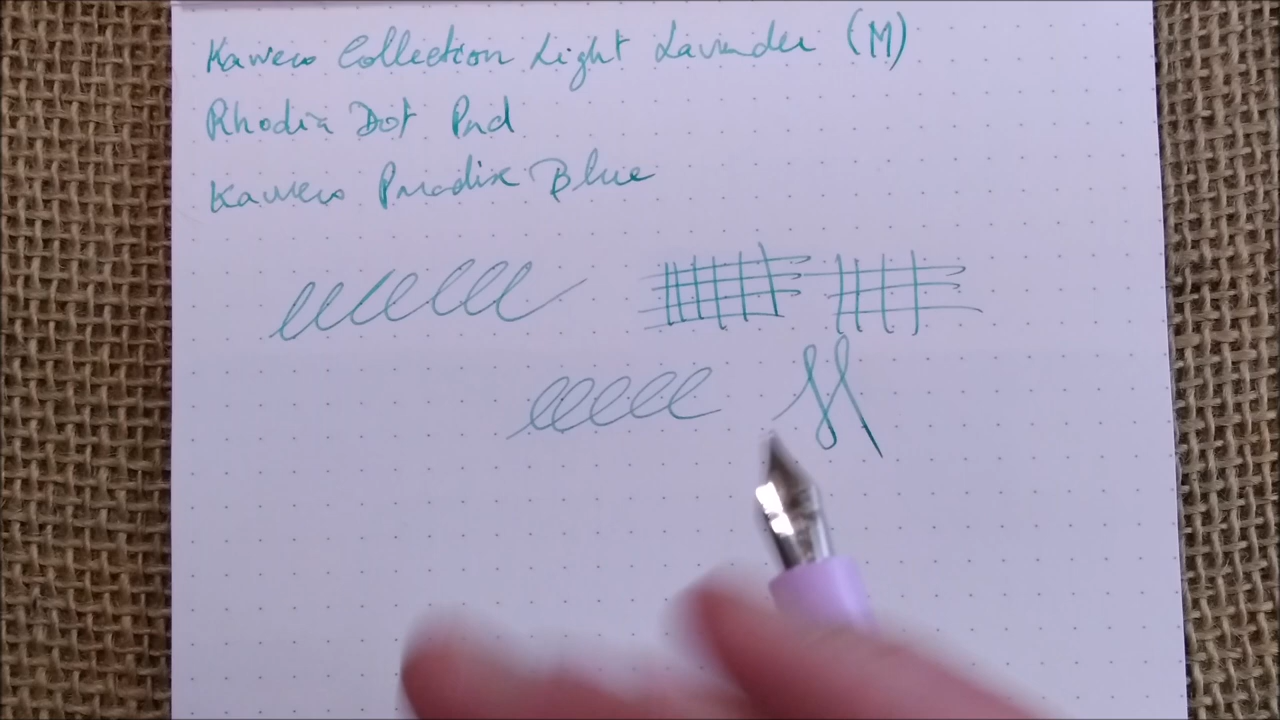 Kaweco Collection Light Lavender (M)
Rhodia Dot Pad
Kaweco Paradise Blue